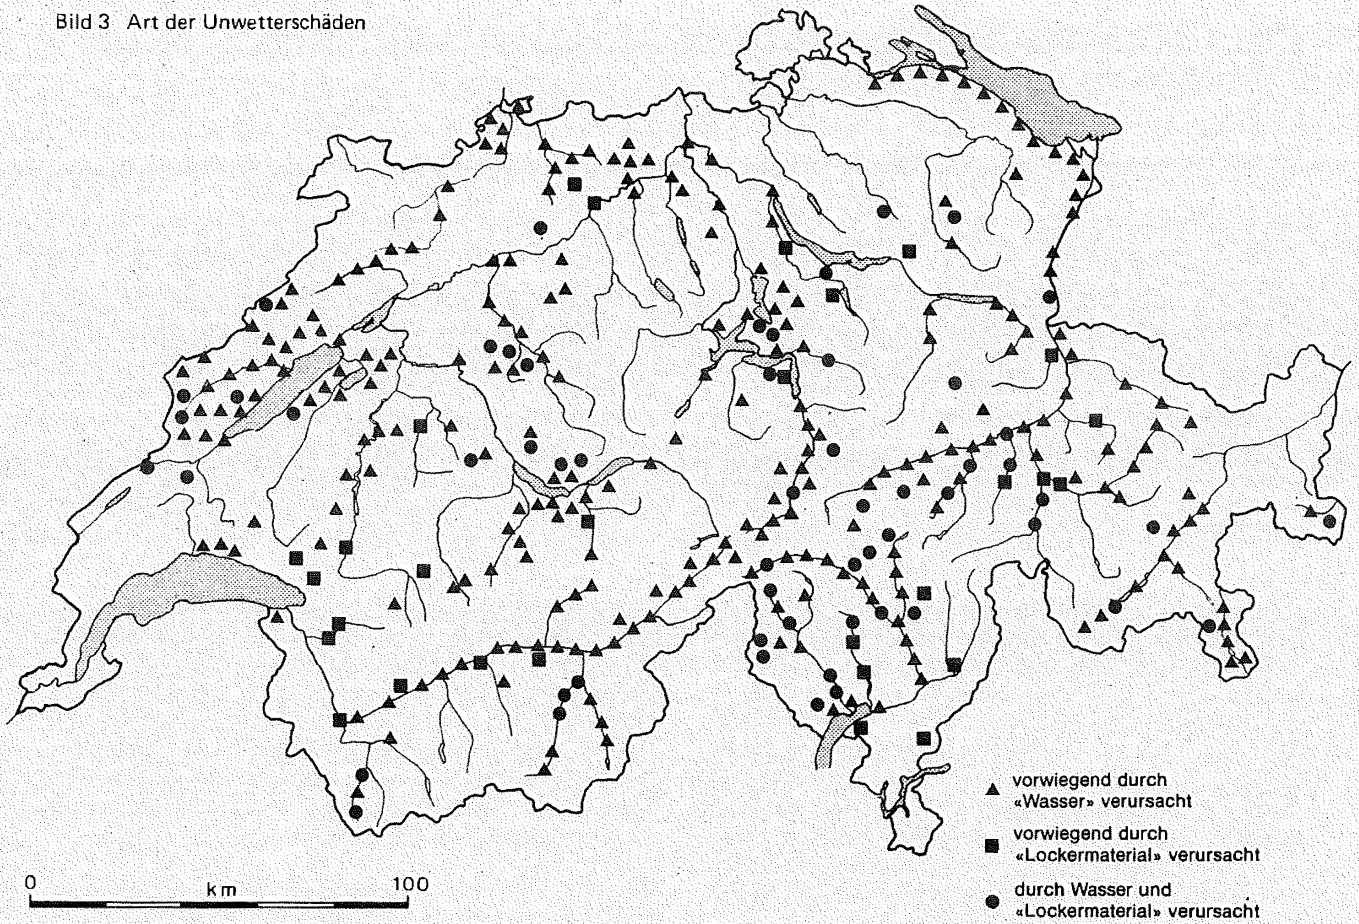 Bild 3 Art der Unwetterschäden
vorwiegend durch
«Wasser» verursacht
vorwiegend durch
«Lockermaterial» verursacht
durch Wasser und
«Lockermaterial» verursacht
0 km 100